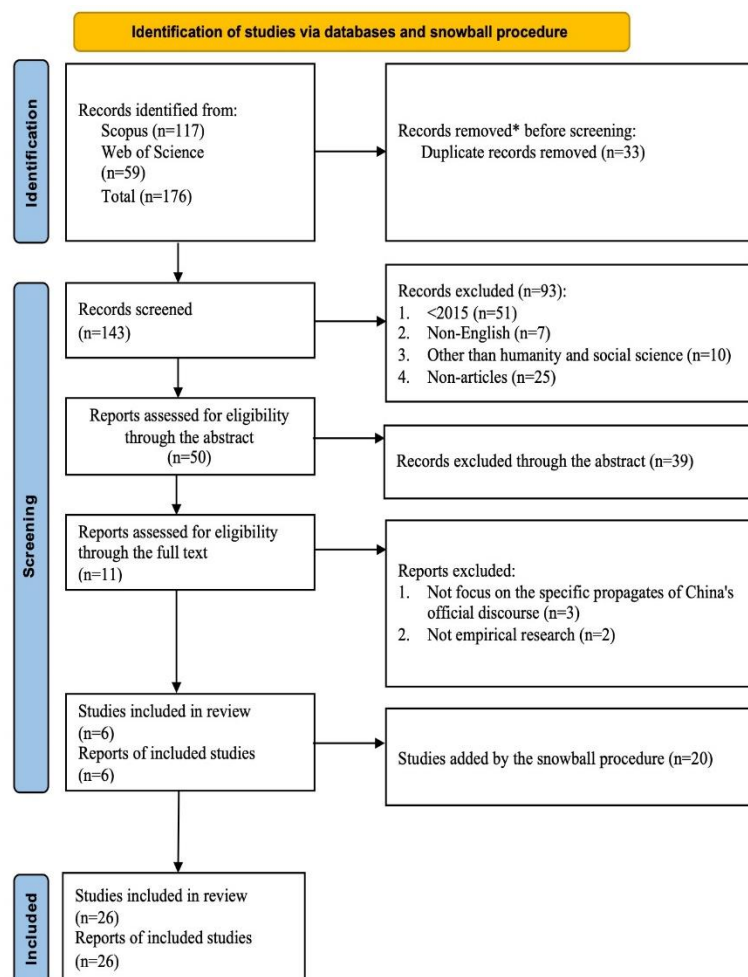 Identification of studies via databases and snowball procedure
Identification
Records identified from:
Scopus (n=117)
Web of Science
(n=59)
Total (n=176)
Records removed* before screening:
Duplicate records removed (n=33)
Screening
Records screened
(n=143)
Records excluded (n=93):
1. <2015 (n=51)
2. Non-English (n=7)
3. Other than humanity and social science (n=10)
4. Non-articles (n=25)
Reports assessed for eligibility
through the abstract
(n=50)
Records excluded through the abstract (n=39)
Reports assessed for eligibility
through the full text
(n=11)
Reports excluded:
1. Not focus on the specific propagates of China's
official discourse (n=3)
2. Not empirical research (n=2)
Studies included in review
(n=6)
Reports of included studies
(n=6)
Studies added by the snowball procedure (n=20)
Included
Studies included in review
(n=26)
Reports of included studies
(n=26)